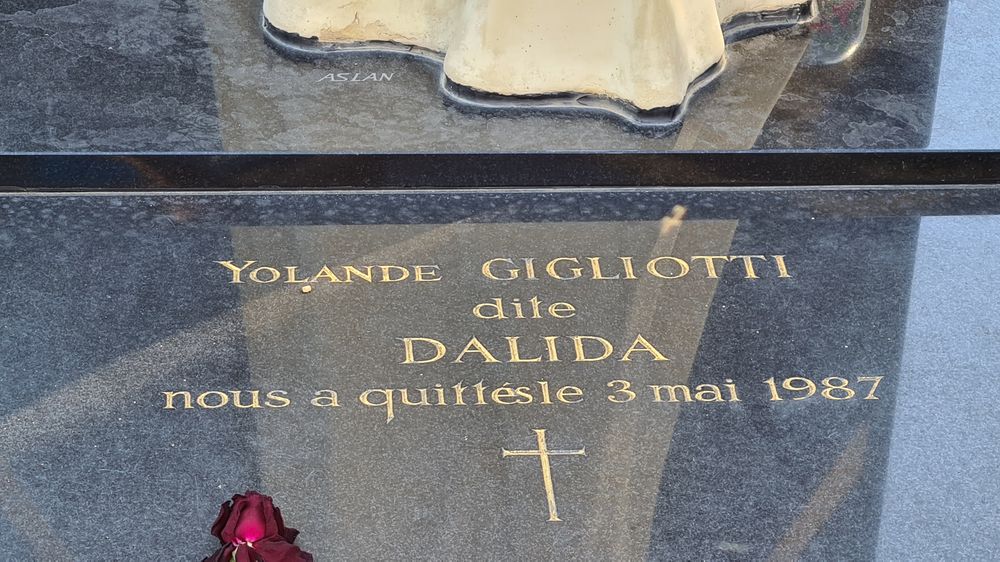 ASLAN
YOLANDE GIGLIOTTI
dite
DALIDA
nous a quittés le 3 mai 1987